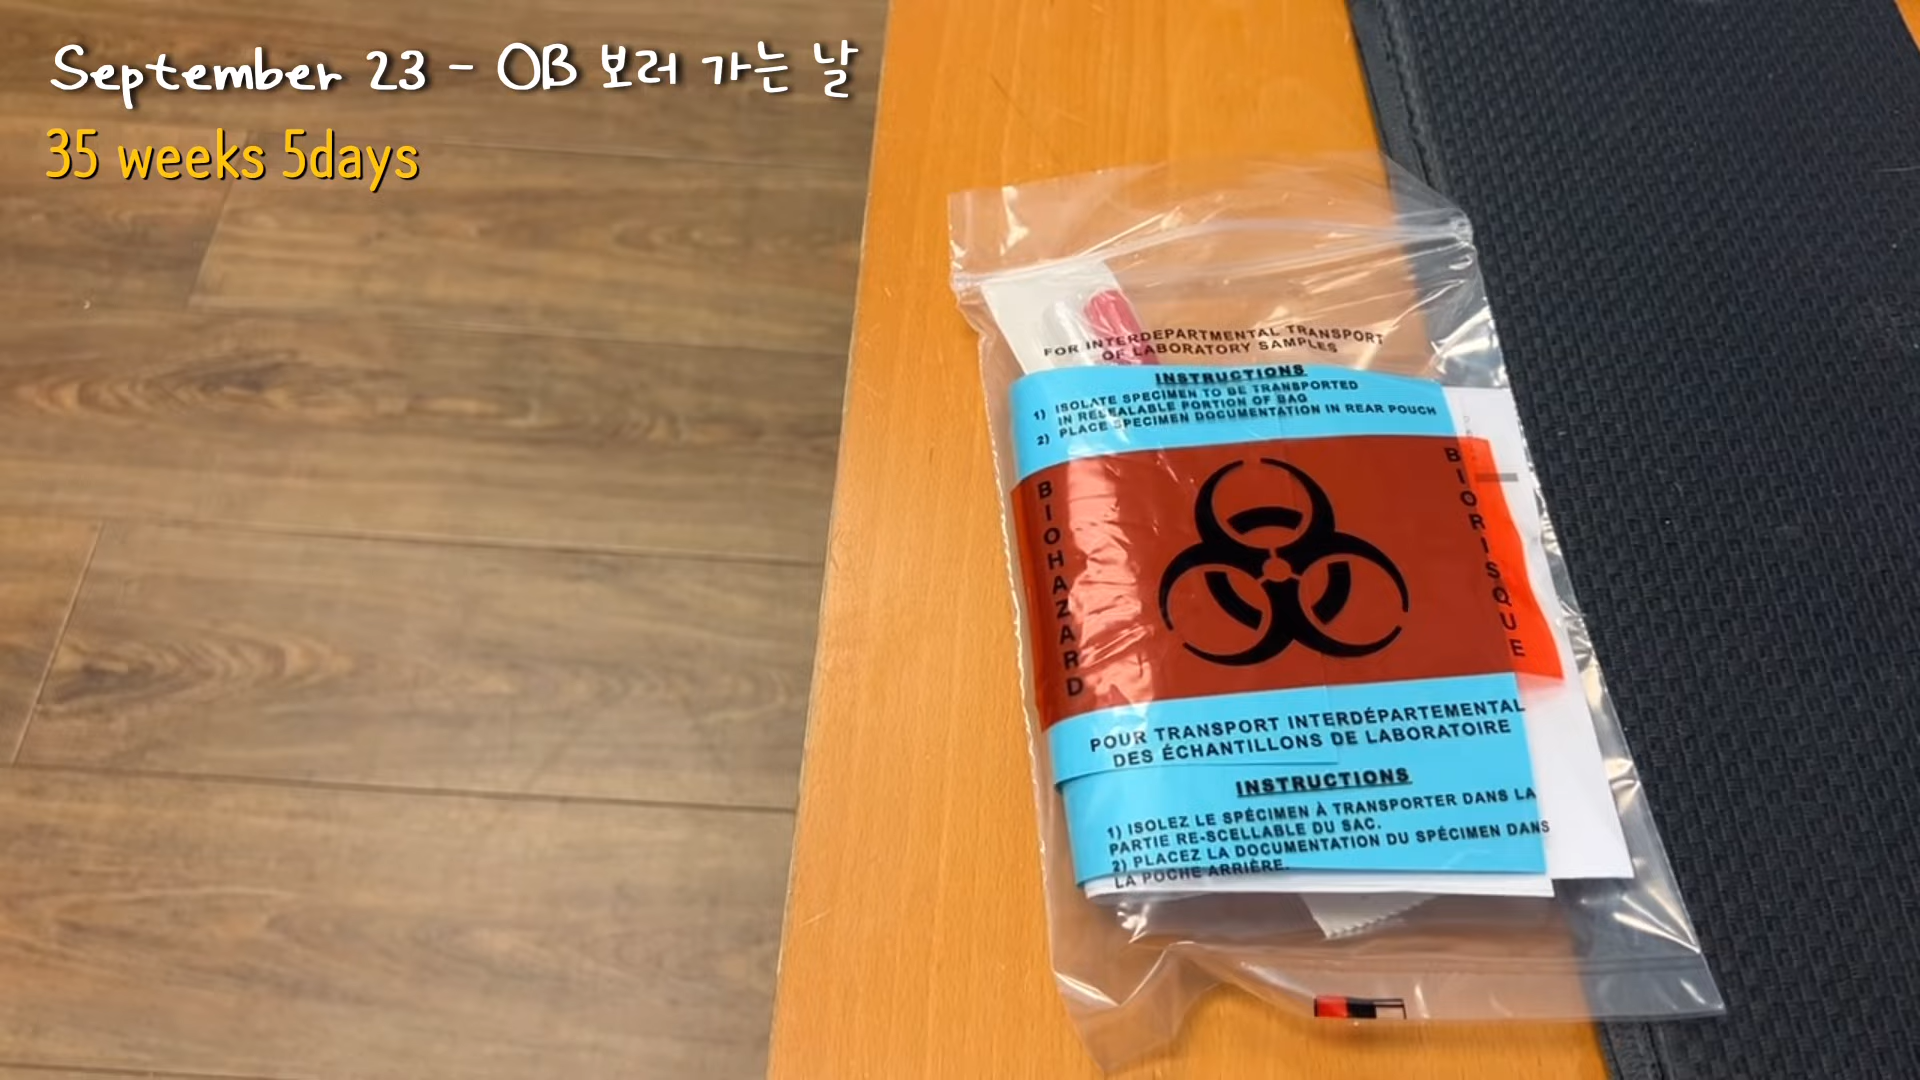 September 23 - OB 보러 가는 날
35 weeks 5days
FOR INTERDEPARTMENTAL TRANSPORT
OF LABORATORY SAMPLES
INSTRUCTIONS
1) ISOLATE SPECIMEN TO BE TRANSPORTED
IN RESEALABLE PORTION OF BAG
2) PLACE SPECIMEN DOCUMENTATION IN REAR POUCH
BIOHAZARD
BIORISQUE
POUR TRANSPORT INTERDÉPARTEMENTAL
DES ÉCHANTILLONS DE LABORATOIRE
INSTRUCTIONS
1) ISOLEZ LE SPÉCIMEN À TRANSPORTER DANS LA
PARTIE RE-SCELLABLE DU SAC.
2) PLACEZ LA DOCUMENTATION DU SPÉCIMEN DANS
LA POCHE ARRIÈRE.